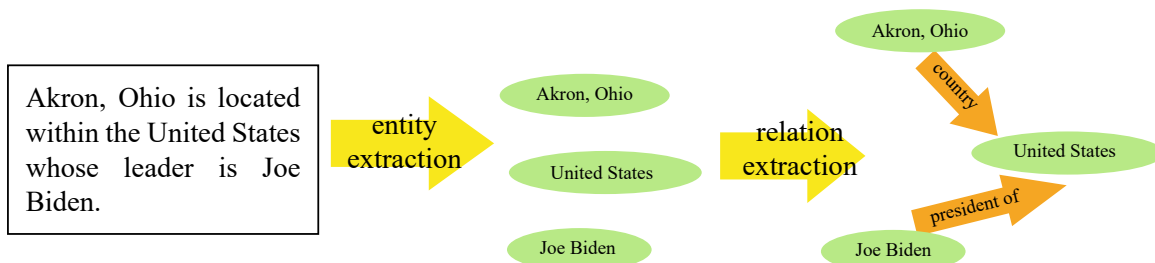 Akron, Ohio is located
within the United States
whose leader is Joe
Biden.
entity
extraction
Akron, Ohio
United States
Joe Biden
relation
extraction
Akron, Ohio
country
United States
president of
Joe Biden